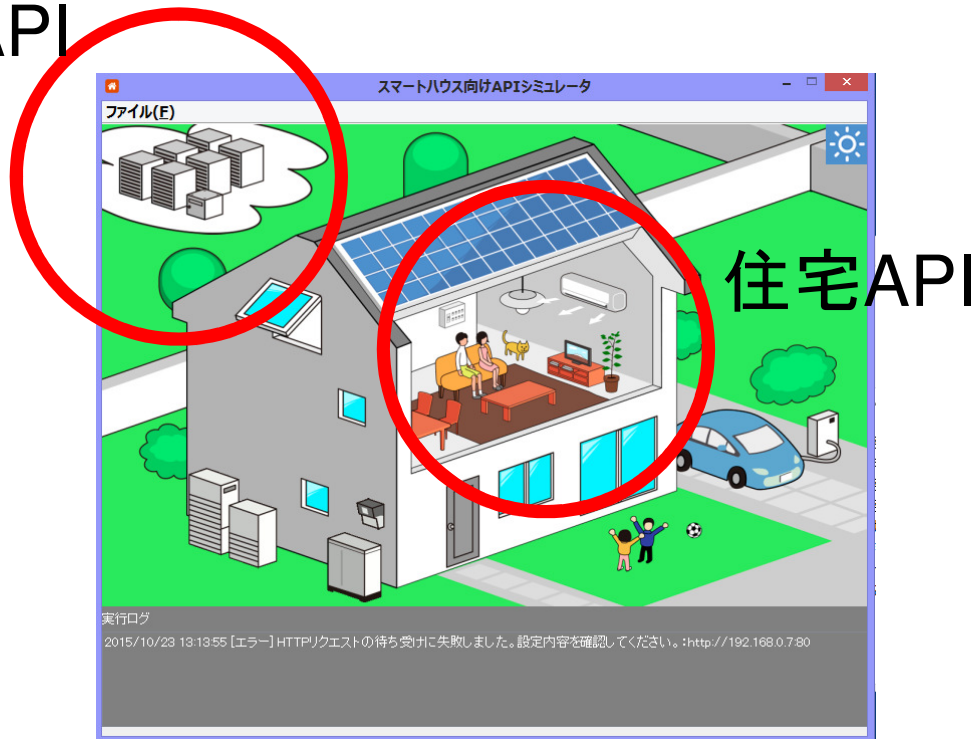 API
スマートハウス向けAPIシミュレータ
ファイル(F)
住宅API
実行ログ
2015/10/23 13:13:55 [エラー] HTTPリクエストの待ち受けに失敗しました。設定内容を確認してください。:http://192.168.0.7:80